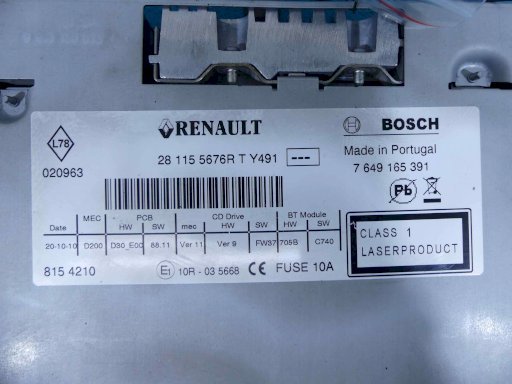 L78
RENAULT
BOSCH
28 115 5676R T Y491 ---
Made in Portugal
020963
7 649 165 391
Pb
MEC PCB CD Drive BT Module
Date HW SW mec HW SW HW SW
20-10-10 D200 D30_E00 88.11 Ver 11 Ver 9 FW37 705B C740
CLASS 1
LASERPRODUCT
815 4210 E1 10R - 03 5668 CE FUSE 10A